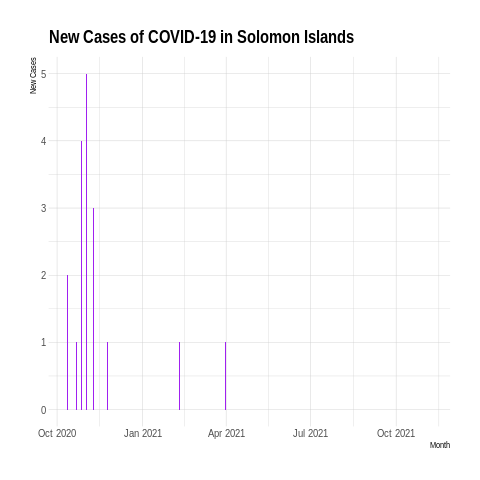 New Cases of COVID-19 in Solomon Islands
New Cases
5
4
3
2
1
0
Oct 2020 Jan 2021 Apr 2021 Jul 2021 Oct 2021
Month